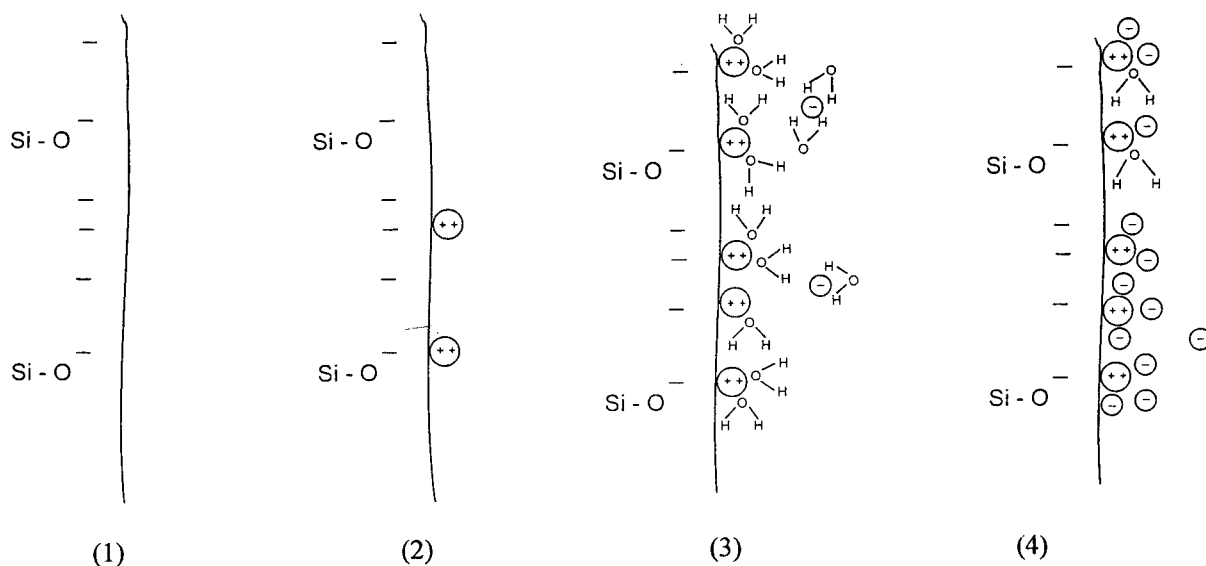 −
−
Si - O
−
−
−
−
Si - O
(1)
−
−
Si - O
−
−
+ +
−
−
+ +
Si - O
(2)
H H
O
+ +
O H
H
−
O
H H
−
H H
O
H H
O
+ +
−
O H
H
Si - O
H H
−
O
+ +
−
O H
H
H
O
−
H
+ +
−
O
H H
O H
+ +
−
H
O
H H
Si - O
(3)
−
+ +
−
−
O
H H
−
+ +
−
O
Si - O
H H
−
−
+ +
−
−
−
+ +
−
−
−
−
−
+ +
−
−
−
−
Si - O
(4)